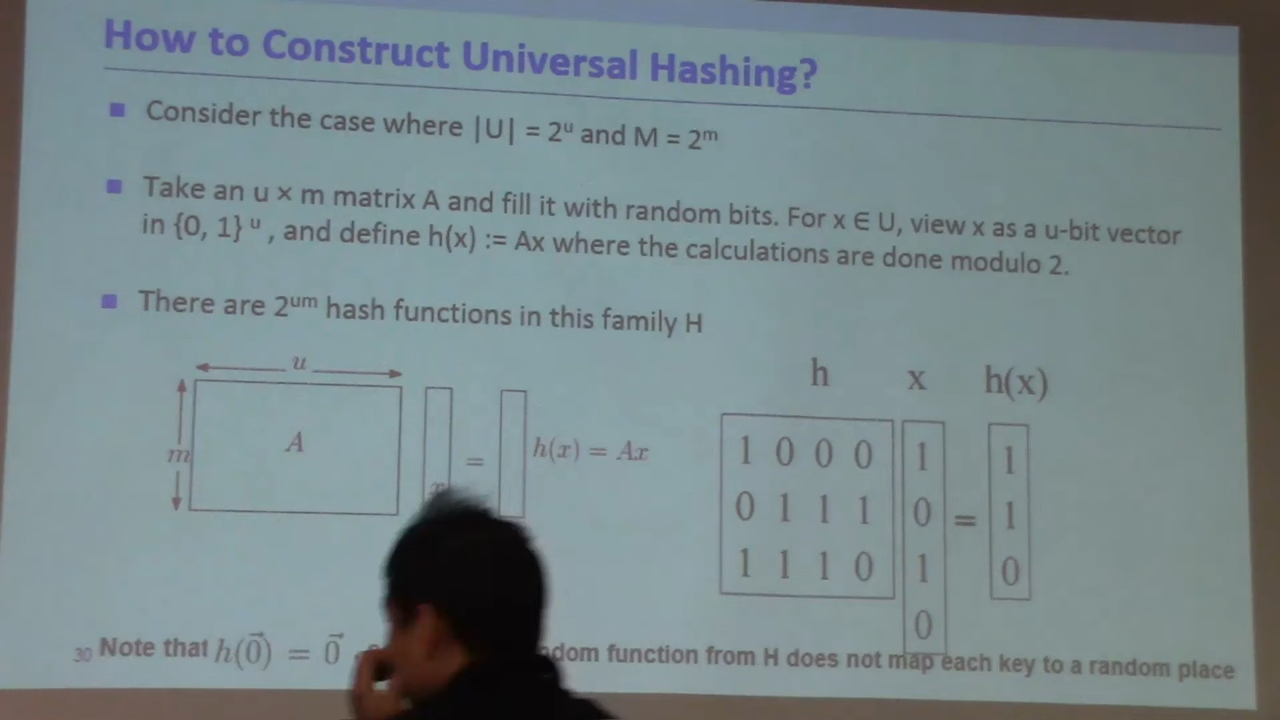 How to Construct Universal Hashing?
Consider the case where |U| = 2ᵘ and M = 2ᵐ
Take an u × m matrix A and fill it with random bits. For x ∈ U, view x as a u-bit vector
in {0, 1} ᵘ , and define h(x) := Ax where the calculations are done modulo 2.
There are 2ᵘᵐ hash functions in this family H
u
m
A
=
h(x) = Ax
h x h(x)
1 0 0 0 1 1
0 1 1 1 0 = 1
1 1 1 0 1 0
0
30 Note that h(0⃗) = 0⃗ function from H does not map each key to a random place